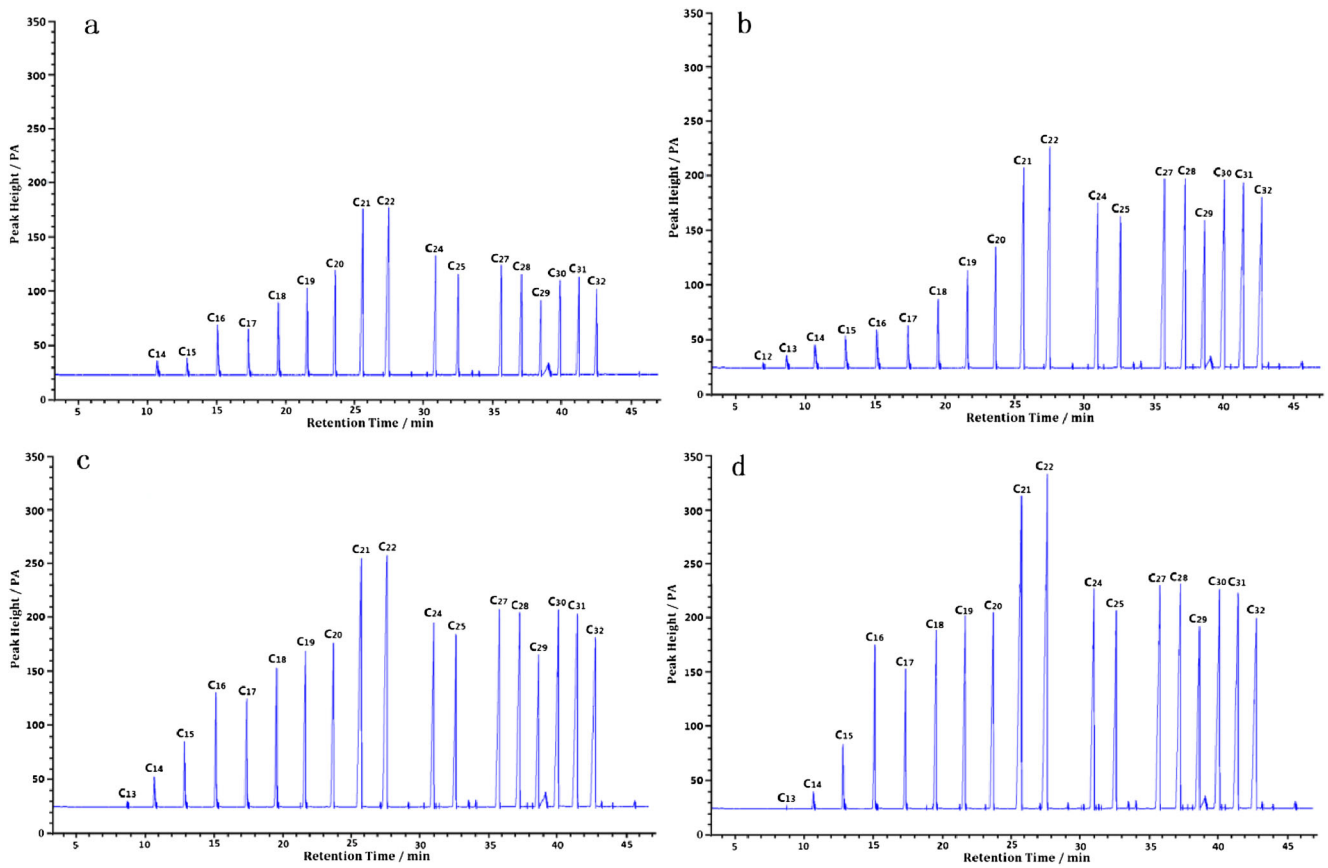 a
350
300
250
200
150
100
50
0
Peak Height / PA
C14
C15
C16
C17
C18
C19
C20
C21
C22
C24
C25
C27
C28
C29
C30
C31
C32
5 10 15 20 25 30 35 40 45
Retention Time / min
b
350
300
250
200
150
100
50
0
Peak Height / PA
C12
C13
C14
C15
C16
C17
C18
C19
C20
C21
C22
C24
C25
C27
C28
C29
C30
C31
C32
5 10 15 20 25 30 35 40 45
Retention Time / min
c
350
300
250
200
150
100
50
0
Peak Height / PA
C13
C14
C15
C16
C17
C18
C19
C20
C21
C22
C24
C25
C27
C28
C29
C30
C31
C32
5 10 15 20 25 30 35 40 45
Retention Time / min
d
350
300
250
200
150
100
50
0
Peak Height / PA
C13
C14
C15
C16
C17
C18
C19
C20
C21
C22
C24
C25
C27
C28
C29
C30
C31
C32
5 10 15 20 25 30 35 40 45
Retention Time / min